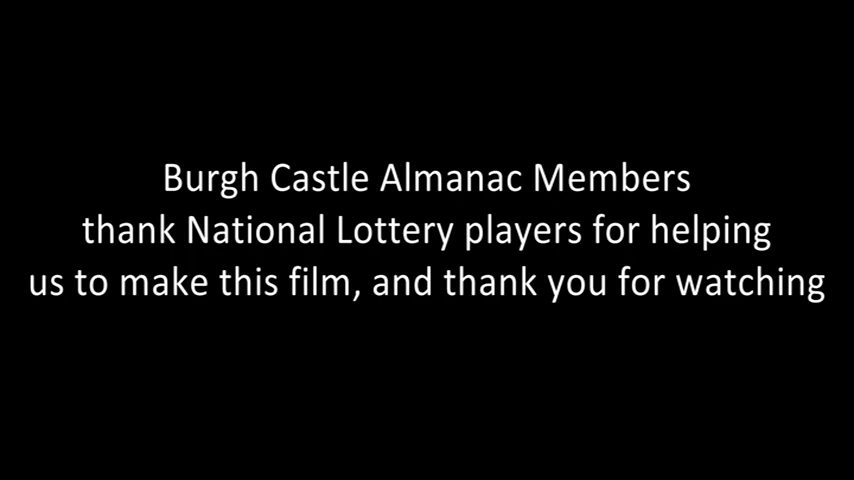 Burgh Castle Almanac Members
thank National Lottery players for helping
us to make this film, and thank you for watching